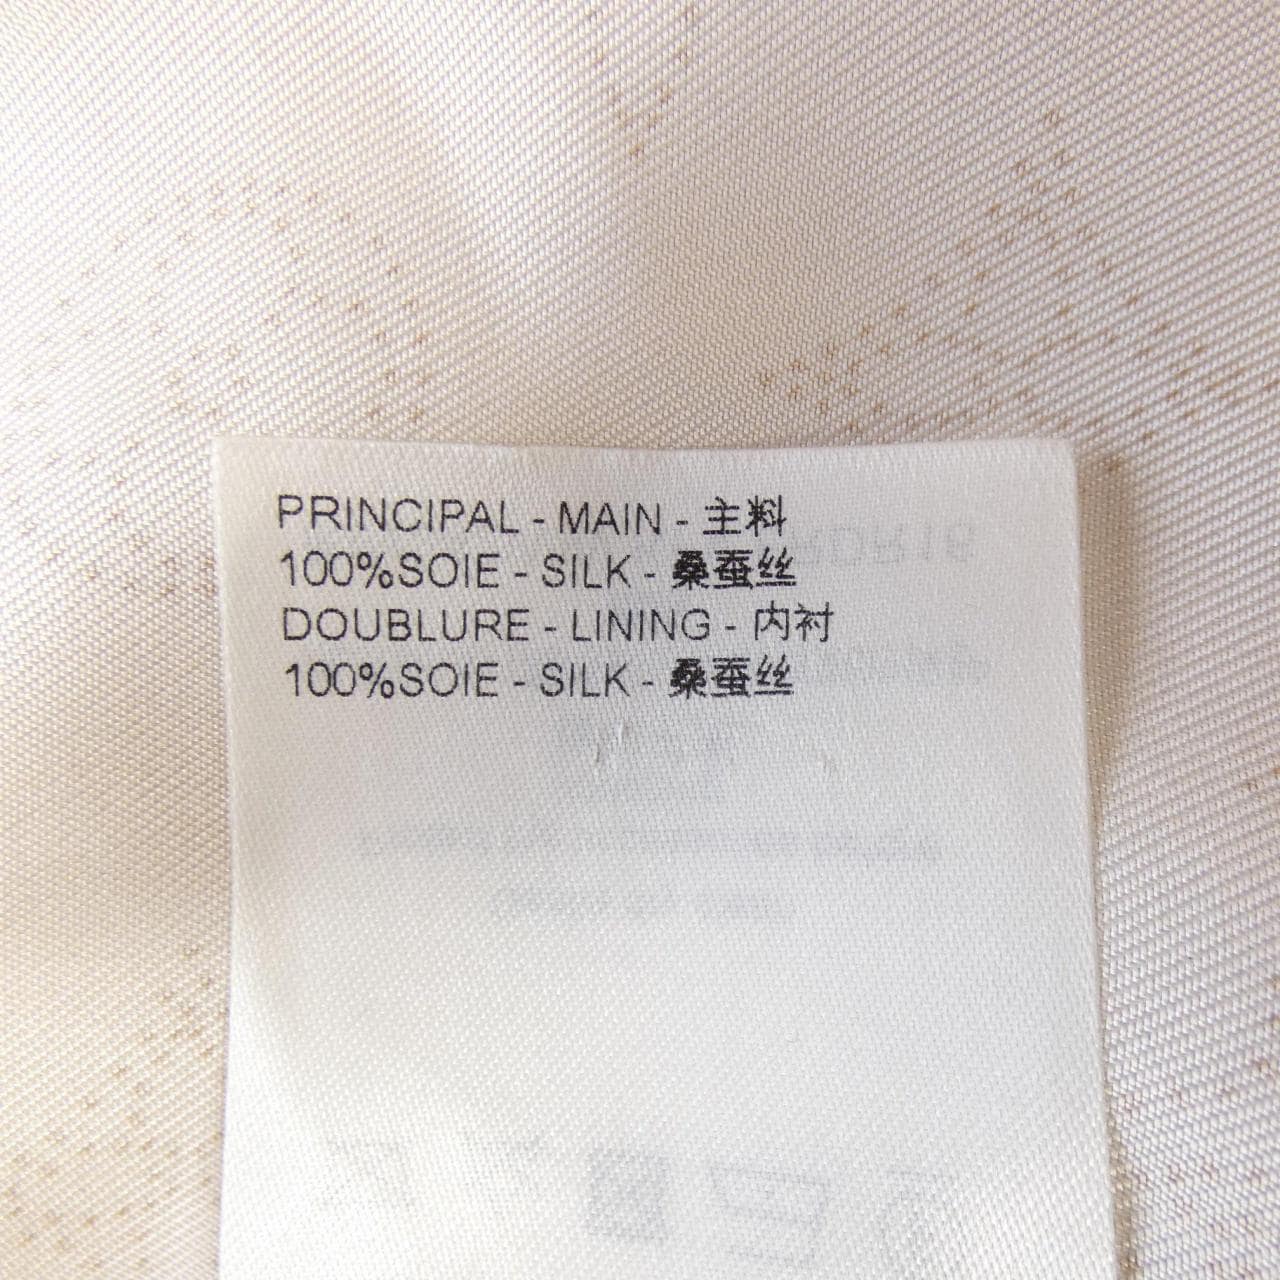 PRINCIPAL - MAIN - 主料
100%SOIE - SILK - 桑蚕丝
DOUBLURE - LINING - 内衬
100%SOIE - SILK - 桑蚕丝